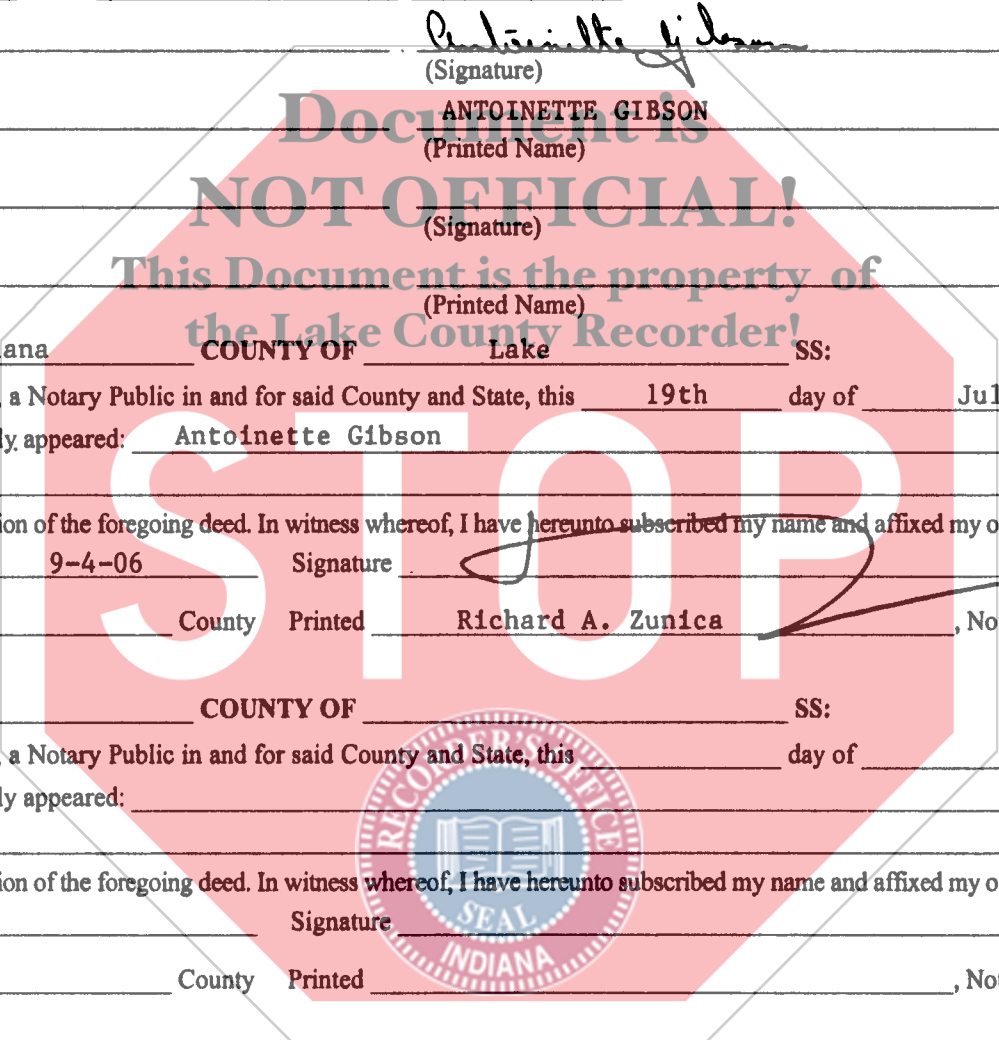 Antoinette Gibson
(Signature)
Document is
ANTOINETTE GIBSON
(Printed Name)
NOT OFFICIAL!
(Signature)
This Document is the property of
(Printed Name)
the Lake County Recorder!
ana COUNTY OF Lake SS:
, a Notary Public in and for said County and State, this 19th day of Jul
ly appeared: Antoinette Gibson
STOP
ion of the foregoing deed. In witness whereof, I have hereunto subscribed my name and affixed my o
9-4-06 Signature
County Printed Richard A. Zunica , No
COUNTY OF SS:
, a Notary Public in and for said County and State, this day of
ly appeared:
RECORDER'S OFFICE
SEAL
INDIANA
ion of the foregoing deed. In witness whereof, I have hereunto subscribed my name and affixed my o
Signature
County Printed , No